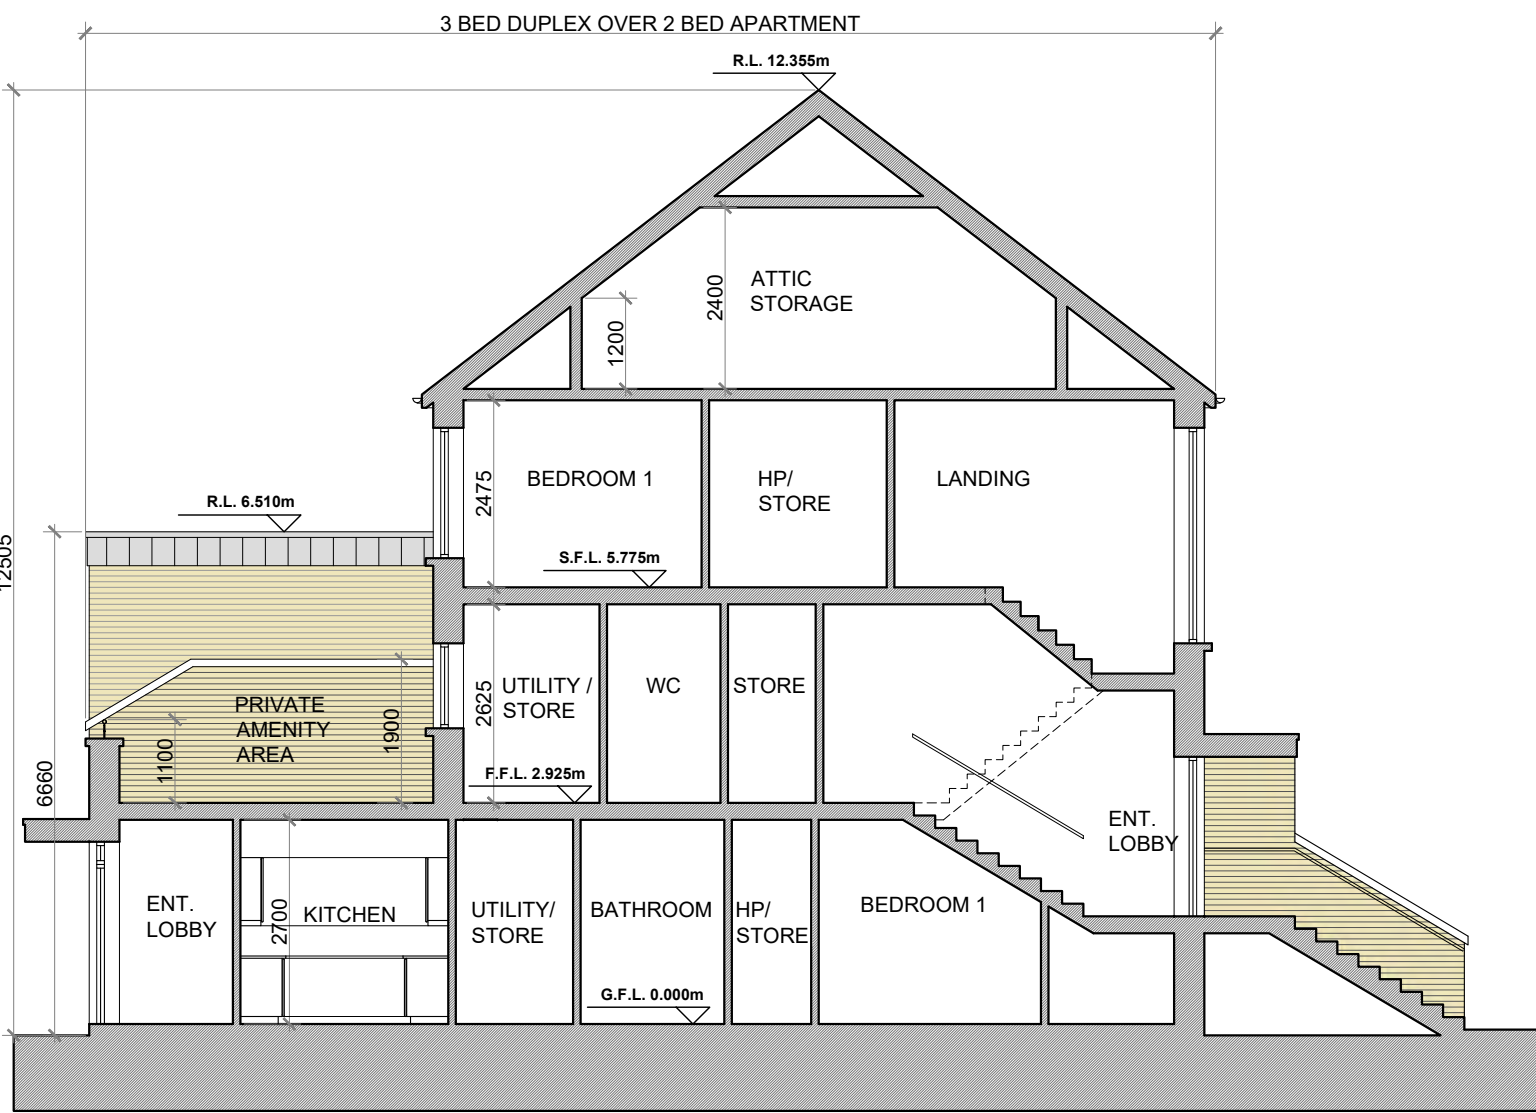 3 BED DUPLEX OVER 2 BED APARTMENT
R.L. 12.355m
ATTIC
STORAGE
2400
1200
BEDROOM 1
HP/
STORE
LANDING
2475
R.L. 6.510m
S.F.L. 5.775m
12505
UTILITY /
STORE
WC
STORE
2625
PRIVATE
AMENITY
AREA
1900
1100
6660
F.F.L. 2.925m
ENT.
LOBBY
ENT.
LOBBY
KITCHEN
2700
UTILITY/
STORE
BATHROOM
HP/
STORE
BEDROOM 1
G.F.L. 0.000m